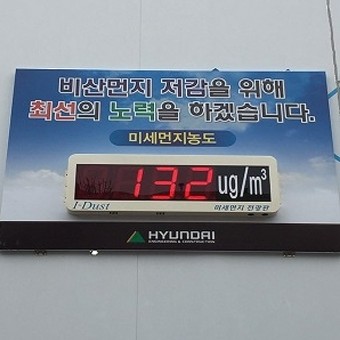 비산먼지 저감을 위해
최선의 노력을 하겠습니다.
미세먼지농도
132 ug/m³
I-Dust 미세먼지 전광판
HYUNDAI
ENGINEERING & CONSTRUCTION